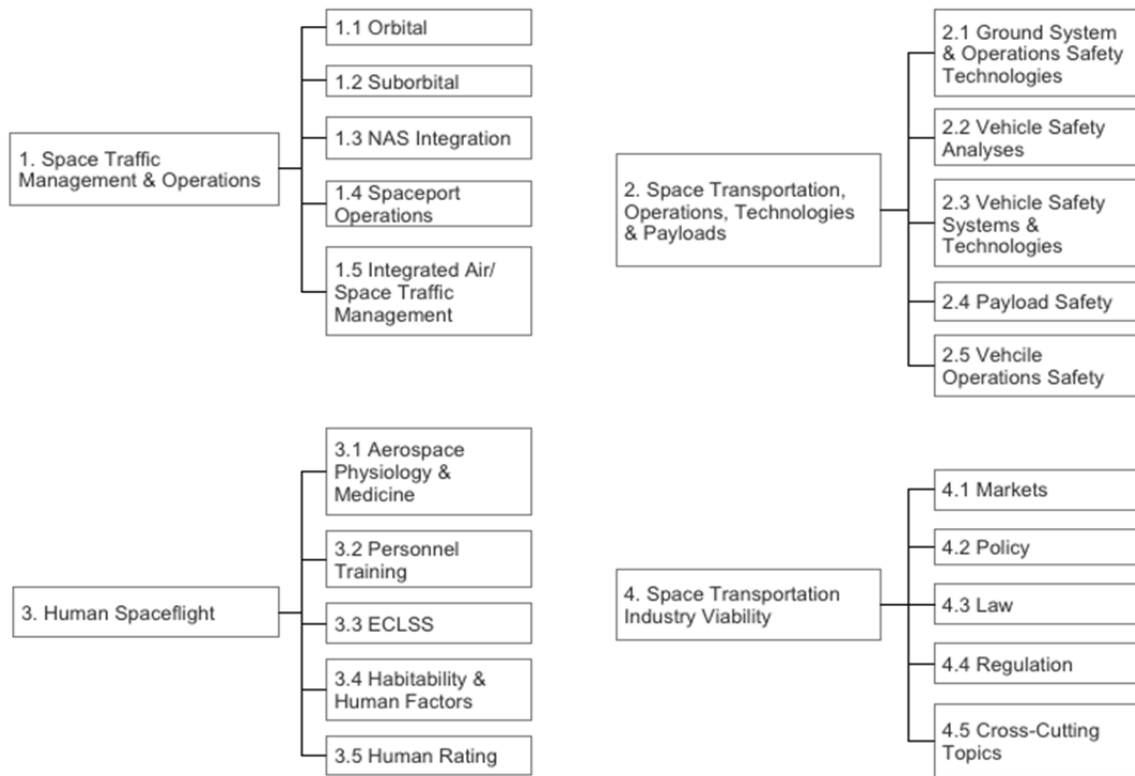 1. Space Traffic
Management & Operations
1.1 Orbital
1.2 Suborbital
1.3 NAS Integration
1.4 Spaceport
Operations
1.5 Integrated Air/
Space Traffic
Management
2. Space Transportation,
Operations, Technologies
& Payloads
2.1 Ground System
& Operations Safety
Technologies
2.2 Vehicle Safety
Analyses
2.3 Vehicle Safety
Systems &
Technologies
2.4 Payload Safety
2.5 Vehcile
Operations Safety
3. Human Spaceflight
3.1 Aerospace
Physiology &
Medicine
3.2 Personnel
Training
3.3 ECLSS
3.4 Habitability &
Human Factors
3.5 Human Rating
4. Space Transportation
Industry Viability
4.1 Markets
4.2 Policy
4.3 Law
4.4 Regulation
4.5 Cross-Cutting
Topics